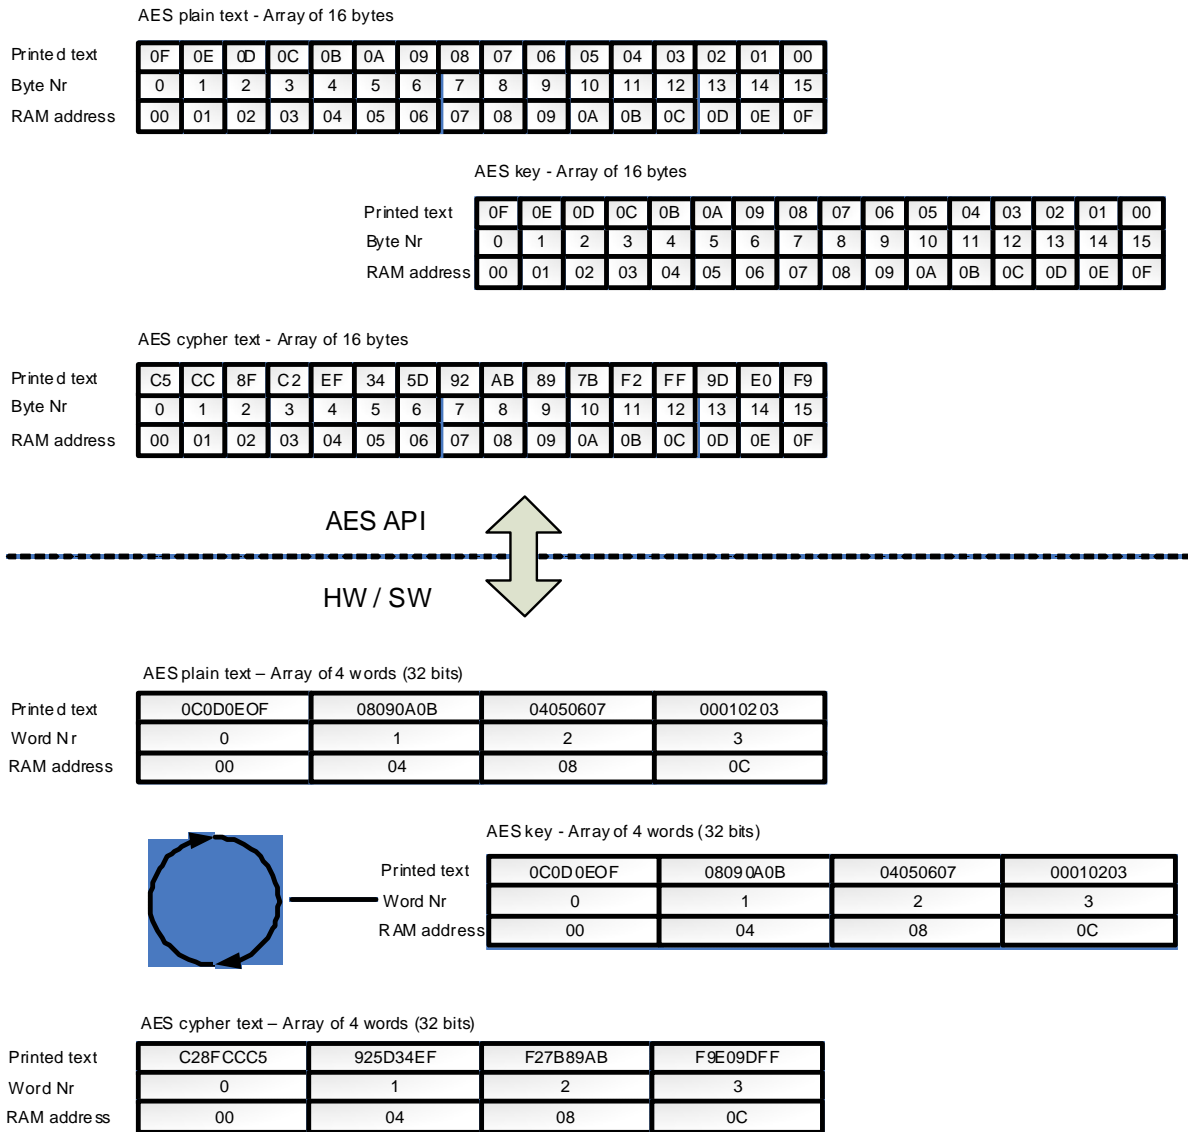 AES plain text - Array of 16 bytes
Printed text 0F 0E 0D 0C 0B 0A 09 08 07 06 05 04 03 02 01 00
Byte Nr 0 1 2 3 4 5 6 7 8 9 10 11 12 13 14 15
RAM address 00 01 02 03 04 05 06 07 08 09 0A 0B 0C 0D 0E 0F
AES key - Array of 16 bytes
Printed text 0F 0E 0D 0C 0B 0A 09 08 07 06 05 04 03 02 01 00
Byte Nr 0 1 2 3 4 5 6 7 8 9 10 11 12 13 14 15
RAM address 00 01 02 03 04 05 06 07 08 09 0A 0B 0C 0D 0E 0F
AES cypher text - Array of 16 bytes
Printed text C5 CC 8F C2 EF 34 5D 92 AB 89 7B F2 FF 9D E0 F9
Byte Nr 0 1 2 3 4 5 6 7 8 9 10 11 12 13 14 15
RAM address 00 01 02 03 04 05 06 07 08 09 0A 0B 0C 0D 0E 0F
AES API
HW / SW
AES plain text – Array of 4 words (32 bits)
Printed text 0C0D0EOF 08090A0B 04050607 00010203
Word Nr 0 1 2 3
RAM address 00 04 08 0C
AES key - Array of 4 words (32 bits)
Printed text 0C0D0EOF 08090A0B 04050607 00010203
Word Nr 0 1 2 3
RAM address 00 04 08 0C
AES cypher text – Array of 4 words (32 bits)
Printed text C28FCCC5 925D34EF F27B89AB F9E09DFF
Word Nr 0 1 2 3
RAM address 00 04 08 0C